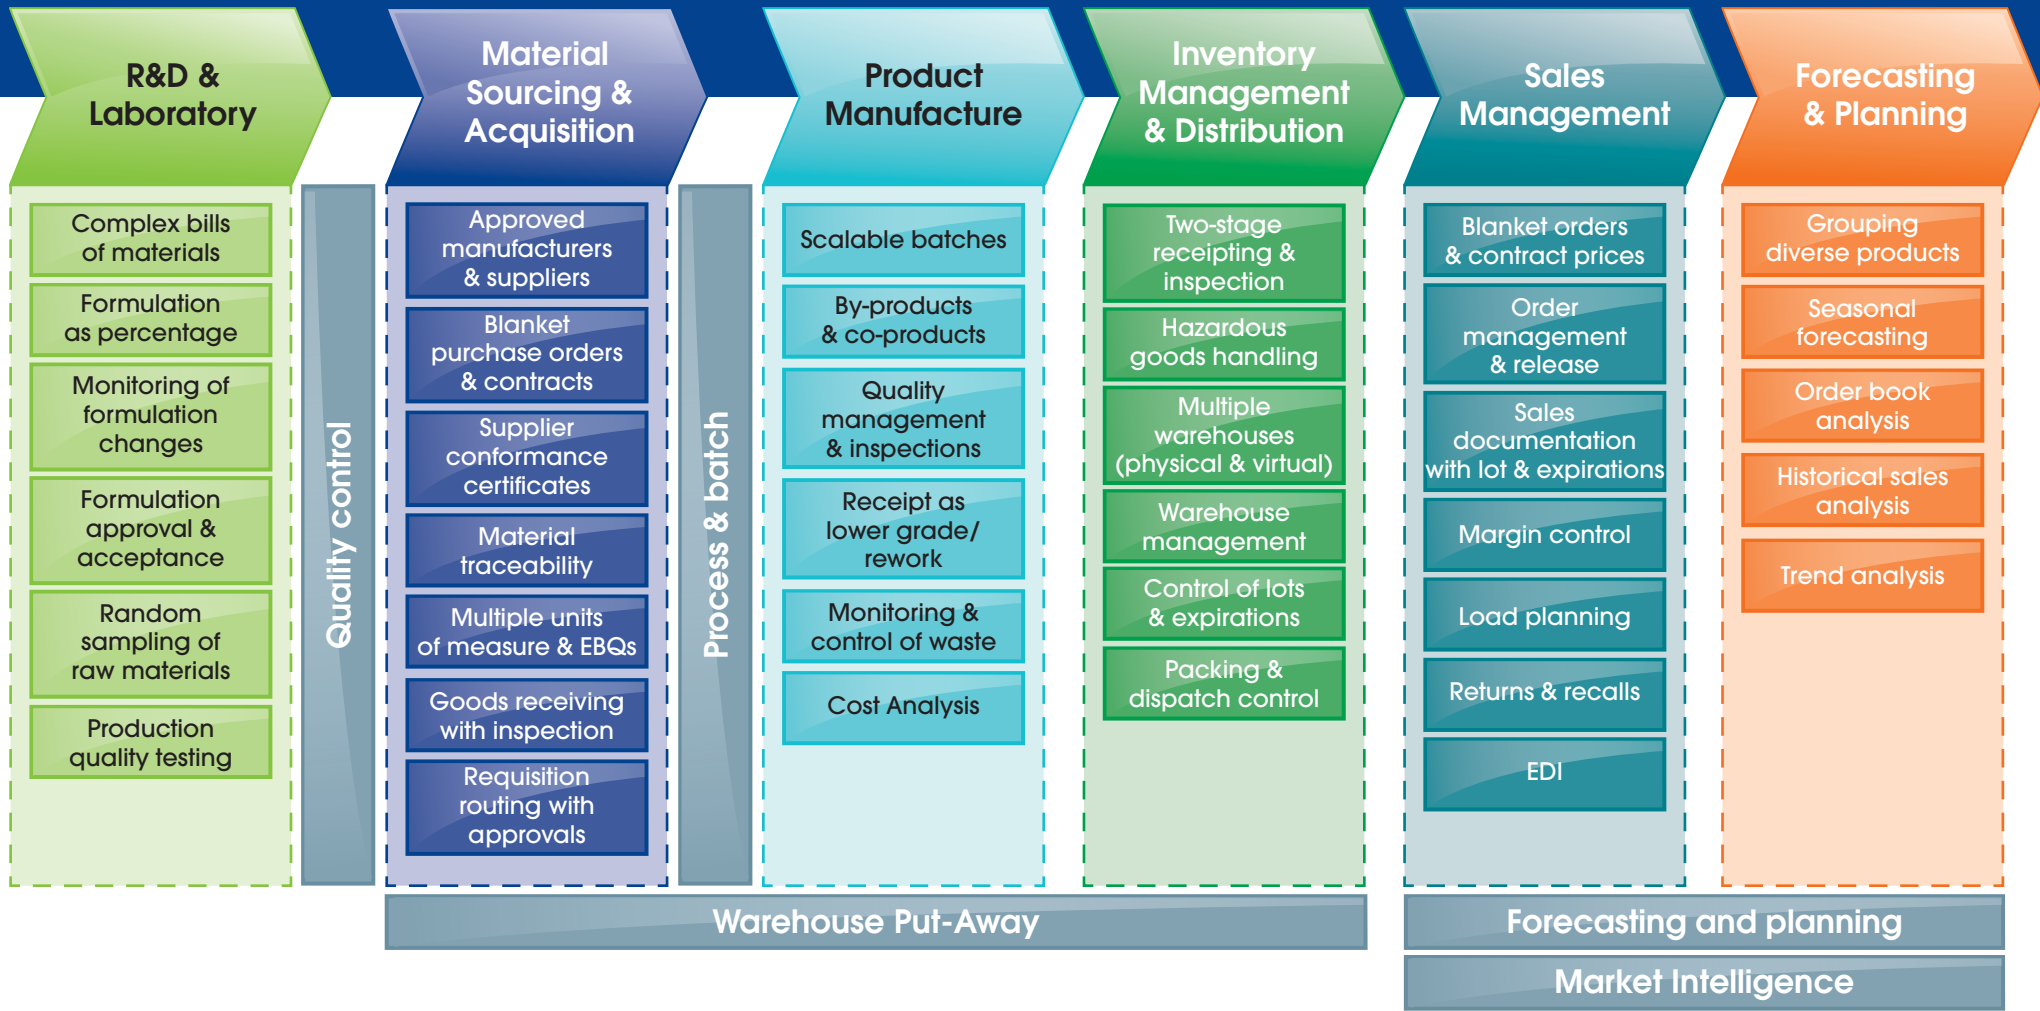 R&D &
Laboratory
Complex bills
of materials
Formulation
as percentage
Monitoring of
formulation
changes
Formulation
approval &
acceptance
Random
sampling of
raw materials
Production
quality testing
Quality control
Material
Sourcing &
Acquisition
Approved
manufacturers
& suppliers
Blanket
purchase orders
& contracts
Supplier
conformance
certificates
Material
traceability
Multiple units
of measure & EBQs
Goods receiving
with inspection
Requisition
routing with
approvals
Process & batch
Product
Manufacture
Scalable batches
By-products
& co-products
Quality
management
& inspections
Receipt as
lower grade/
rework
Monitoring &
control of waste
Cost Analysis
Inventory
Management
& Distribution
Two-stage
receipting &
inspection
Hazardous
goods handling
Multiple
warehouses
(physical & virtual)
Warehouse
management
Control of lots
& expirations
Packing &
dispatch control
Sales
Management
Blanket orders
& contract prices
Order
management
& release
Sales
documentation
with lot & expirations
Margin control
Load planning
Returns & recalls
EDI
Forecasting
& Planning
Grouping
diverse products
Seasonal
forecasting
Order book
analysis
Historical sales
analysis
Trend analysis
Warehouse Put-Away
Forecasting and planning
Market Intelligence